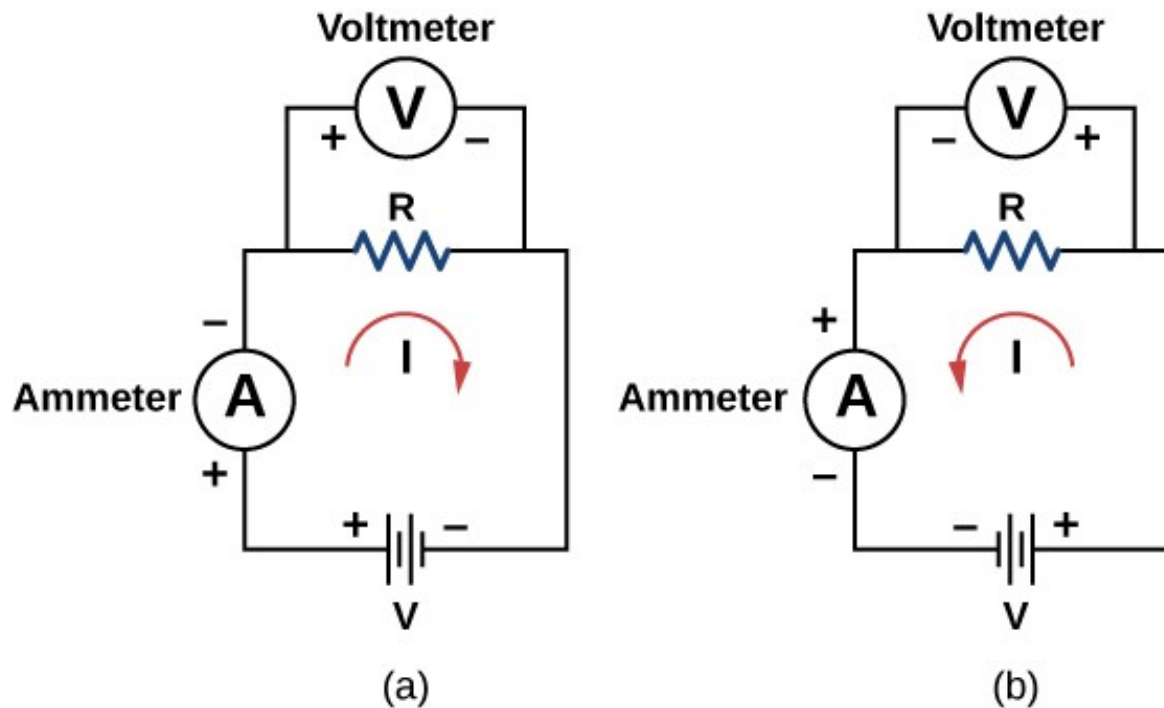 Voltmeter
V
+ −
R
−
I
Ammeter A
+
+ −
V
(a)
Voltmeter
V
− +
R
+
I
Ammeter A
−
− +
V
(b)